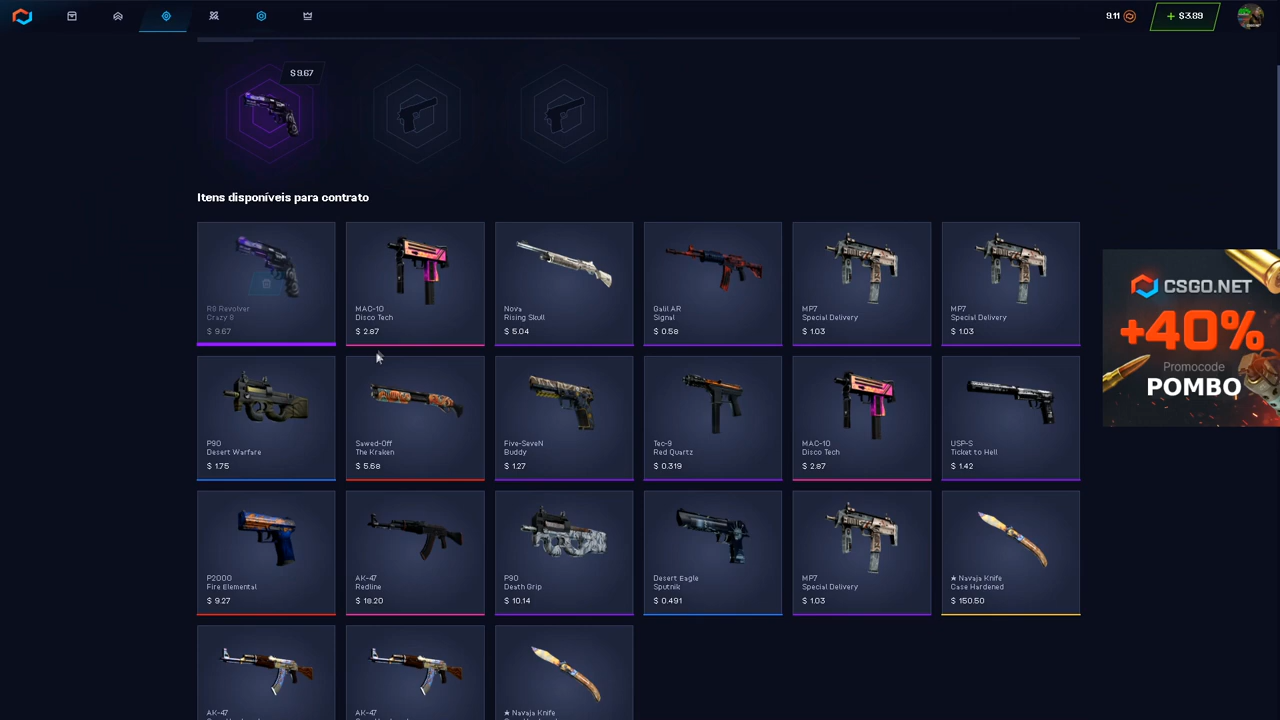 9.11
+ $3.89
$ 9.67
Itens disponíveis para contrato
R8 Revolver
Crazy 8
$ 9.67
MAC-10
Disco Tech
$ 2.87
Nova
Rising Skull
$ 5.04
Galil AR
Signal
$ 0.58
MP7
Special Delivery
$ 1.03
MP7
Special Delivery
$ 1.03
CSGO.NET
+40%
Promocode
POMBO
P90
Desert Warfare
$ 1.75
Sawed-Off
The Kraken
$ 5.68
Five-SeveN
Buddy
$ 1.27
Tec-9
Red Quartz
$ 0.319
MAC-10
Disco Tech
$ 2.87
USP-S
Ticket to Hell
$ 1.42
P2000
Fire Elemental
$ 9.27
AK-47
Redline
$ 18.20
P90
Death Grip
$ 10.14
Desert Eagle
Sputnik
$ 0.491
MP7
Special Delivery
$ 1.03
★ Navaja Knife
Case Hardened
$ 150.50
AK-47
AK-47
★ Navaja Knife